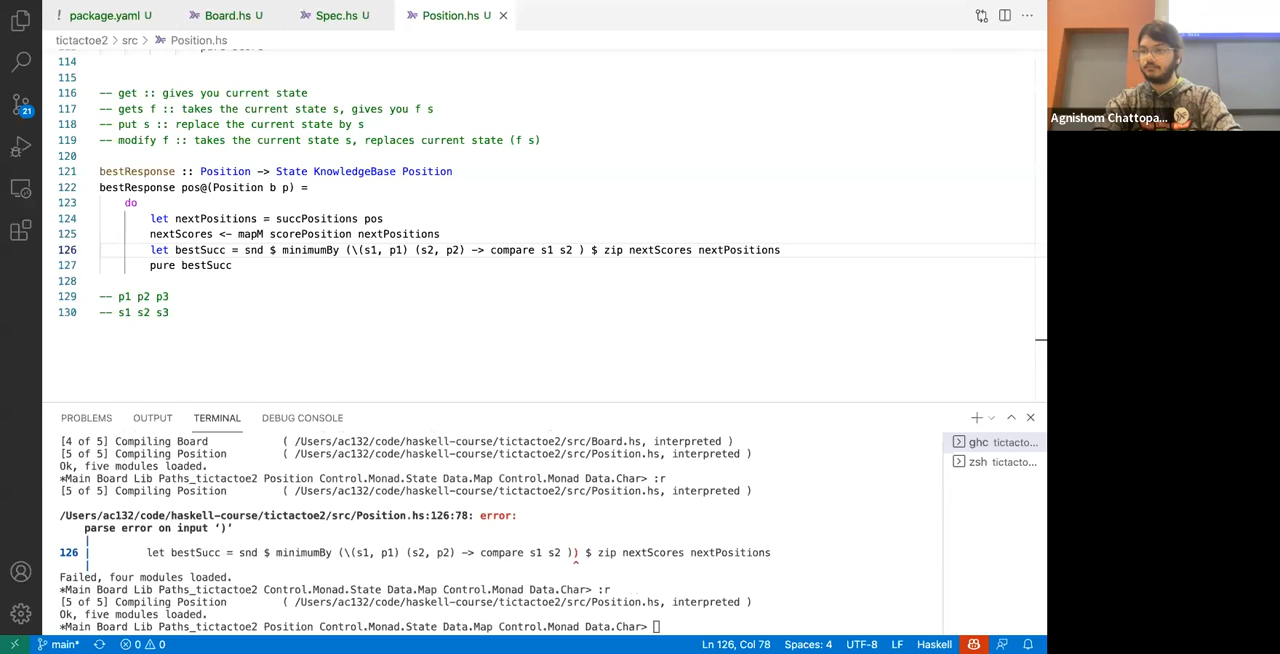 ! package.yaml U Board.hs U Spec.hs U Position.hs U
tictactoe2 > src > Position.hs
114
115
116 -- get :: gives you current state
117 -- gets f :: takes the current state s, gives you f s
118 -- put s :: replace the current state by s
119 -- modify f :: takes the current state s, replaces current state (f s)
120
121 bestResponse :: Position -> State KnowledgeBase Position
122 bestResponse pos@(Position b p) =
123 do
124 let nextPositions = succPositions pos
125 nextScores <- mapM scorePosition nextPositions
126 let bestSucc = snd $ minimumBy (\(s1, p1) (s2, p2) -> compare s1 s2 ) $ zip nextScores nextPositions
127 pure bestSucc
128
129 -- p1 p2 p3
130 -- s1 s2 s3
21
Agnishom Chattopa...
PROBLEMS OUTPUT TERMINAL DEBUG CONSOLE
[4 of 5] Compiling Board ( /Users/ac132/code/haskell-course/tictactoe2/src/Board.hs, interpreted )
[5 of 5] Compiling Position ( /Users/ac132/code/haskell-course/tictactoe2/src/Position.hs, interpreted )
Ok, five modules loaded.
*Main Board Lib Paths_tictactoe2 Position Control.Monad.State Data.Map Control.Monad Data.Char> :r
[5 of 5] Compiling Position ( /Users/ac132/code/haskell-course/tictactoe2/src/Position.hs, interpreted )
/Users/ac132/code/haskell-course/tictactoe2/src/Position.hs:126:78: error:
parse error on input ‘)’
|
126 | let bestSucc = snd $ minimumBy (\(s1, p1) (s2, p2) -> compare s1 s2 )) $ zip nextScores nextPositions
| ^
Failed, four modules loaded.
*Main Board Lib Paths_tictactoe2 Position Control.Monad.State Data.Map Control.Monad Data.Char> :r
[5 of 5] Compiling Position ( /Users/ac132/code/haskell-course/tictactoe2/src/Position.hs, interpreted )
Ok, five modules loaded.
*Main Board Lib Paths_tictactoe2 Position Control.Monad.State Data.Map Control.Monad Data.Char>
ghc tictacto...
zsh tictacto...
main* 0 0 Ln 126, Col 78 Spaces: 4 UTF-8 LF Haskell